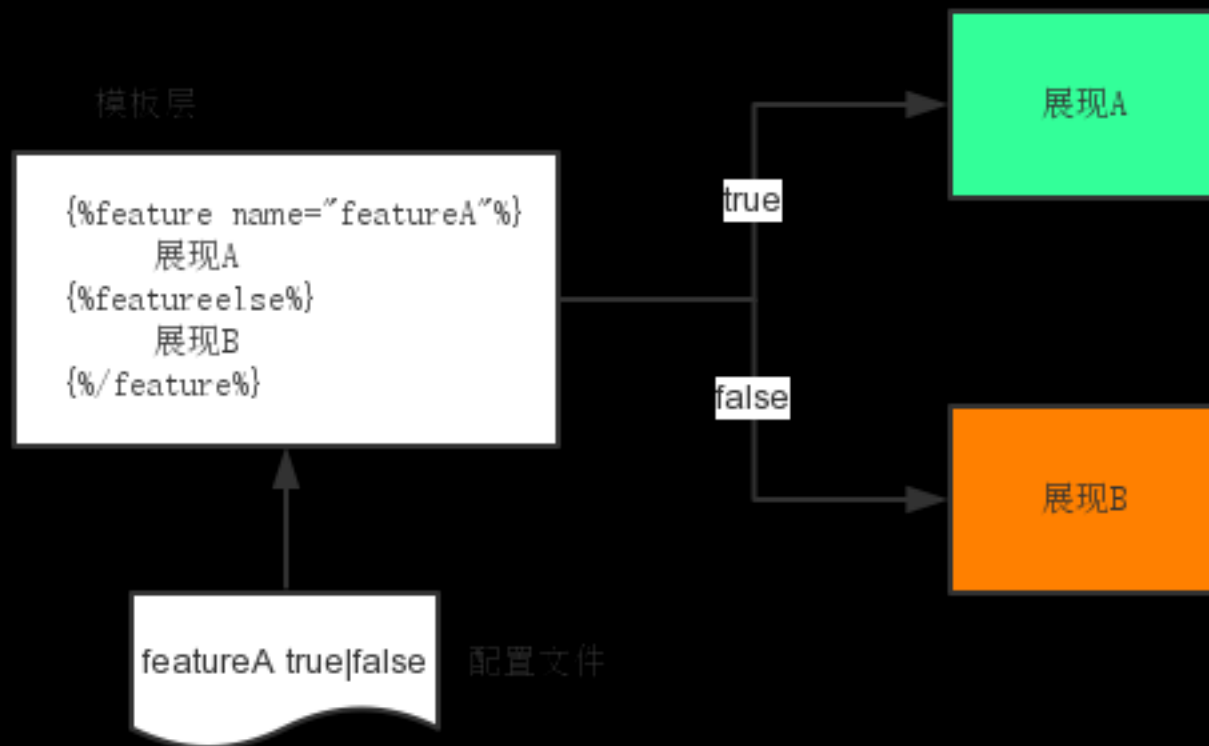 模板层
{%feature name="featureA"%}
展现A
{%featureelse%}
展现B
{%/feature%}
true
展现A
false
展现B
featureA true|false
配置文件